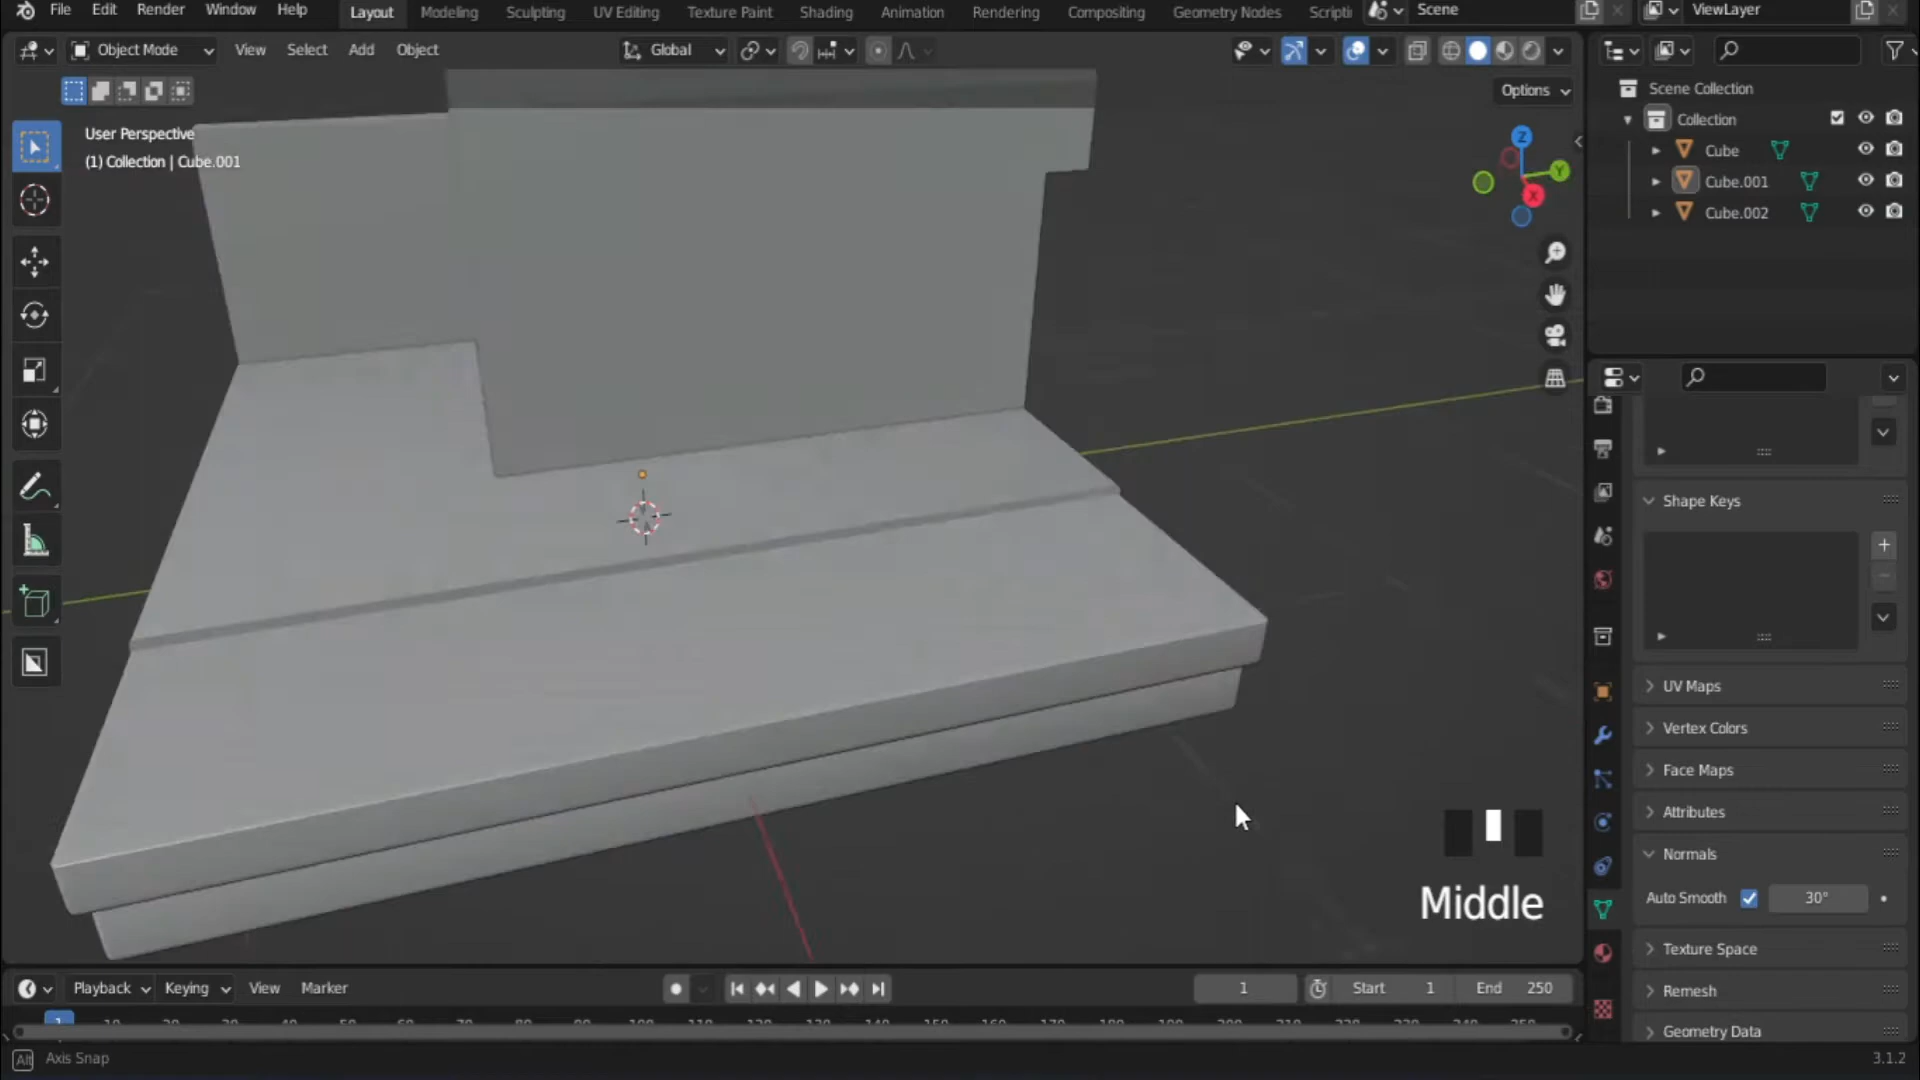 File Edit Render Window Help Layout Modeling Sculpting UV Editing Texture Paint Shading Animation Rendering Compositing Geometry Nodes Scripti Scene ViewLayer
Object Mode View Select Add Object Global
Options
User Perspective
(1) Collection | Cube.001
Z
Y
X
Scene Collection
Collection
Cube
Cube.001
Cube.002
Shape Keys
UV Maps
Vertex Colors
Face Maps
Attributes
Normals
Auto Smooth 30°
Texture Space
Remesh
Geometry Data
Middle
Playback Keying View Marker 1 Start 1 End 250
1
Alt Axis Snap
3.1.2